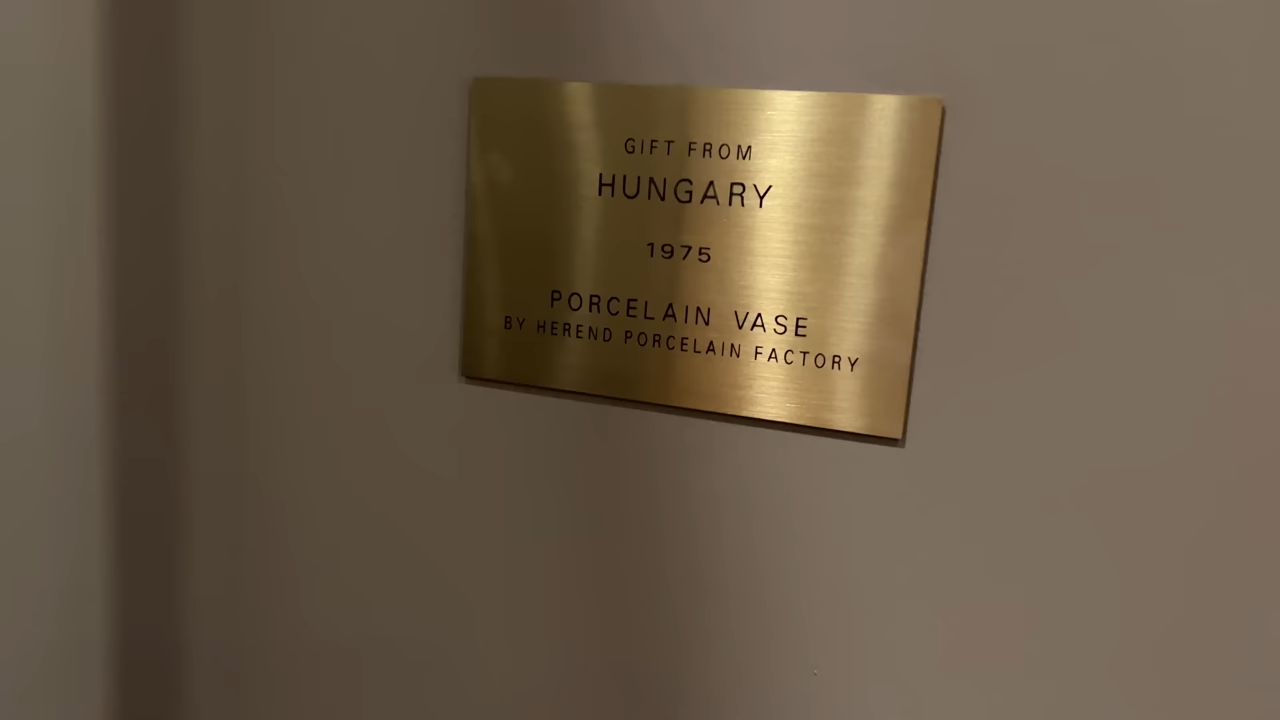 GIFT FROM
HUNGARY
1975
PORCELAIN VASE
BY HEREND PORCELAIN FACTORY